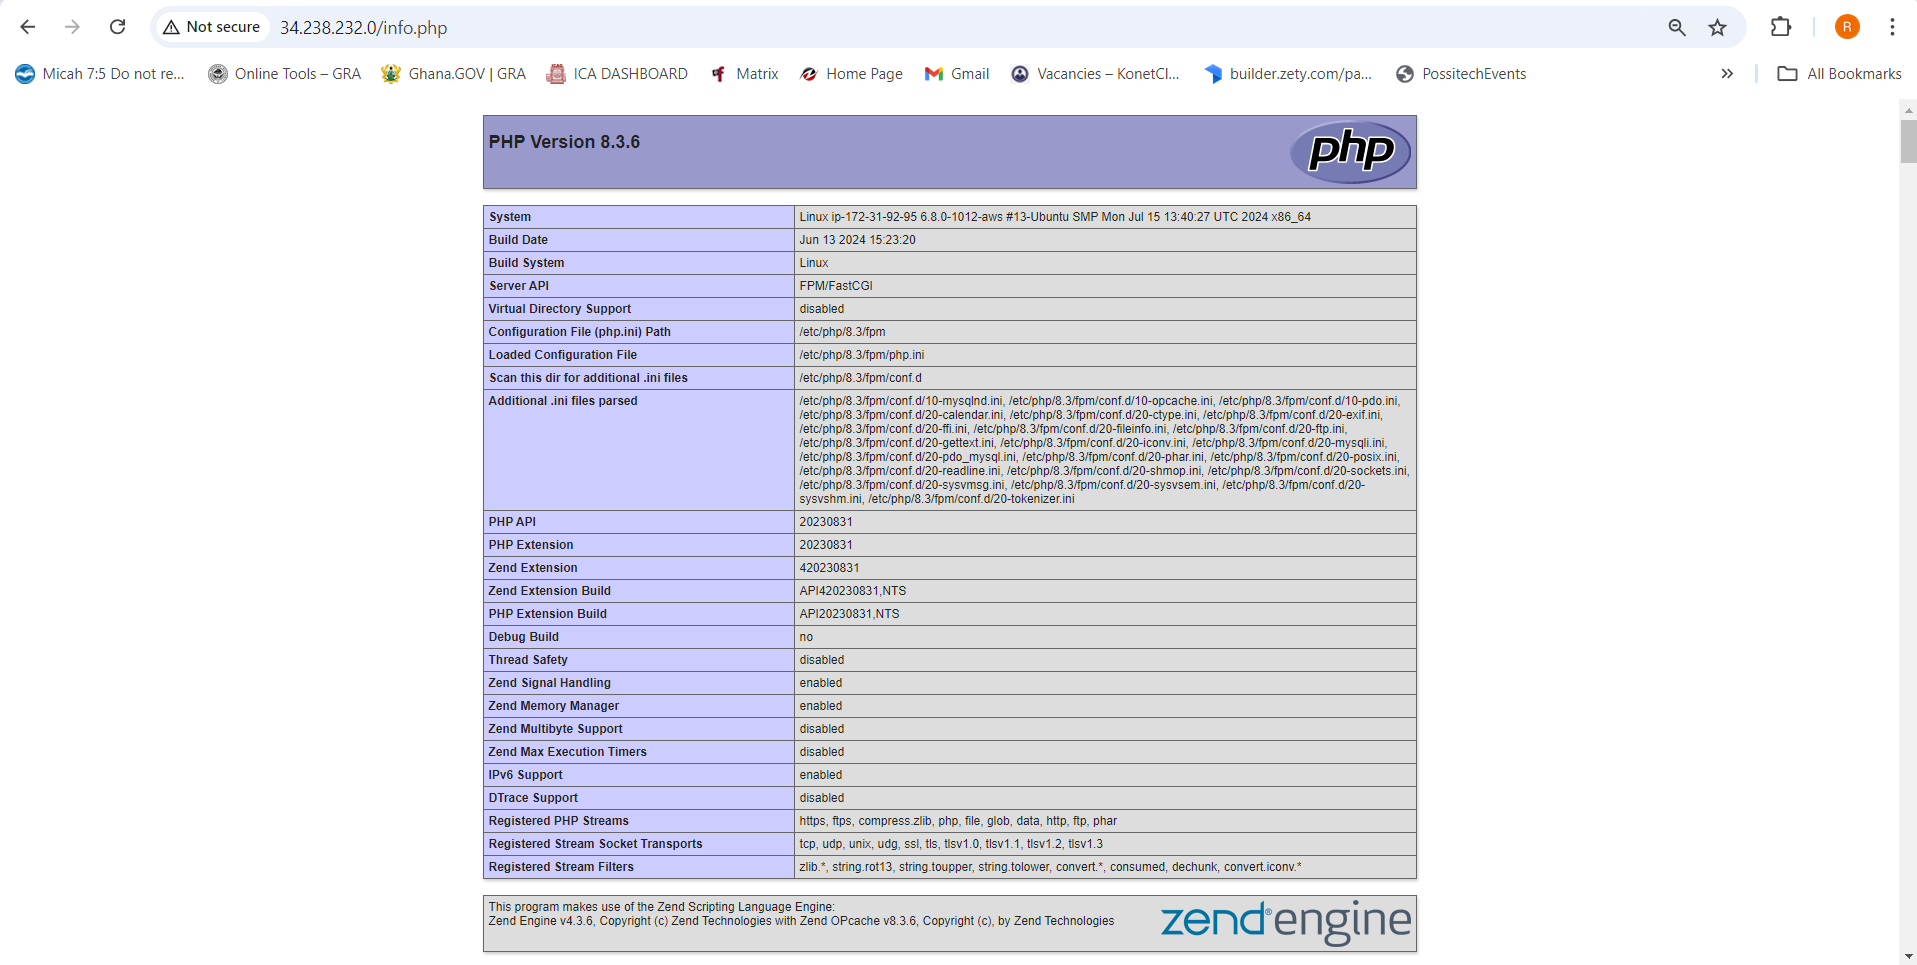 Not secure 34.238.232.0/info.php R
Micah 7:5 Do not re... Online Tools – GRA Ghana.GOV | GRA ICA DASHBOARD Matrix Home Page Gmail Vacancies – KonetCl... builder.zety.com/pa... PossitechEvents » All Bookmarks
PHP Version 8.3.6 php
System Linux ip-172-31-92-95 6.8.0-1012-aws #13-Ubuntu SMP Mon Jul 15 13:40:27 UTC 2024 x86_64
Build Date Jun 13 2024 15:23:20
Build System Linux
Server API FPM/FastCGI
Virtual Directory Support disabled
Configuration File (php.ini) Path /etc/php/8.3/fpm
Loaded Configuration File /etc/php/8.3/fpm/php.ini
Scan this dir for additional .ini files /etc/php/8.3/fpm/conf.d
Additional .ini files parsed /etc/php/8.3/fpm/conf.d/10-mysqlnd.ini, /etc/php/8.3/fpm/conf.d/10-opcache.ini, /etc/php/8.3/fpm/conf.d/10-pdo.ini,
/etc/php/8.3/fpm/conf.d/20-calendar.ini, /etc/php/8.3/fpm/conf.d/20-ctype.ini, /etc/php/8.3/fpm/conf.d/20-exif.ini,
/etc/php/8.3/fpm/conf.d/20-ffi.ini, /etc/php/8.3/fpm/conf.d/20-fileinfo.ini, /etc/php/8.3/fpm/conf.d/20-ftp.ini,
/etc/php/8.3/fpm/conf.d/20-gettext.ini, /etc/php/8.3/fpm/conf.d/20-iconv.ini, /etc/php/8.3/fpm/conf.d/20-mysqli.ini,
/etc/php/8.3/fpm/conf.d/20-pdo_mysql.ini, /etc/php/8.3/fpm/conf.d/20-phar.ini, /etc/php/8.3/fpm/conf.d/20-posix.ini,
/etc/php/8.3/fpm/conf.d/20-readline.ini, /etc/php/8.3/fpm/conf.d/20-shmop.ini, /etc/php/8.3/fpm/conf.d/20-sockets.ini,
/etc/php/8.3/fpm/conf.d/20-sysvmsg.ini, /etc/php/8.3/fpm/conf.d/20-sysvsem.ini, /etc/php/8.3/fpm/conf.d/20-
sysvshm.ini, /etc/php/8.3/fpm/conf.d/20-tokenizer.ini
PHP API 20230831
PHP Extension 20230831
Zend Extension 420230831
Zend Extension Build API420230831,NTS
PHP Extension Build API20230831,NTS
Debug Build no
Thread Safety disabled
Zend Signal Handling enabled
Zend Memory Manager enabled
Zend Multibyte Support disabled
Zend Max Execution Timers disabled
IPv6 Support enabled
DTrace Support disabled
Registered PHP Streams https, ftps, compress.zlib, php, file, glob, data, http, ftp, phar
Registered Stream Socket Transports tcp, udp, unix, udg, ssl, tls, tlsv1.0, tlsv1.1, tlsv1.2, tlsv1.3
Registered Stream Filters zlib.*, string.rot13, string.toupper, string.tolower, convert.*, consumed, dechunk, convert.iconv.*
This program makes use of the Zend Scripting Language Engine:
Zend Engine v4.3.6, Copyright (c) Zend Technologies with Zend OPcache v8.3.6, Copyright (c), by Zend Technologies
zend® engine